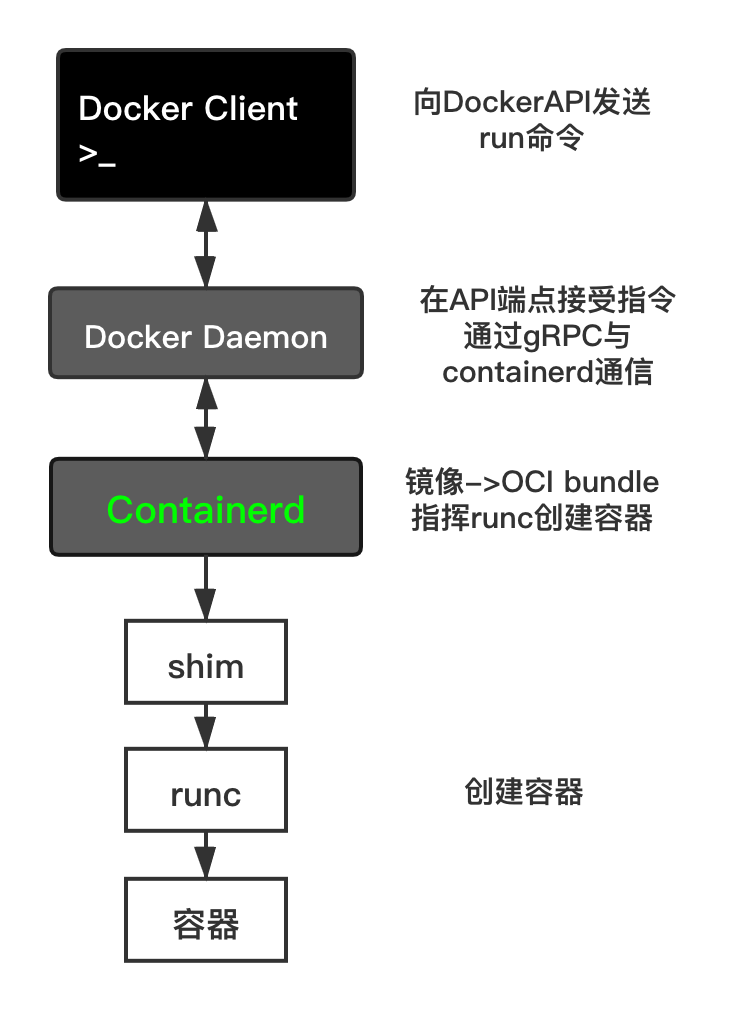 Docker Client
>_
向DockerAPI发送
run命令
Docker Daemon
在API端点接受指令
通过gRPC与
containerd通信
Containerd
镜像->OCI bundle
指挥runc创建容器
shim
runc
创建容器
容器